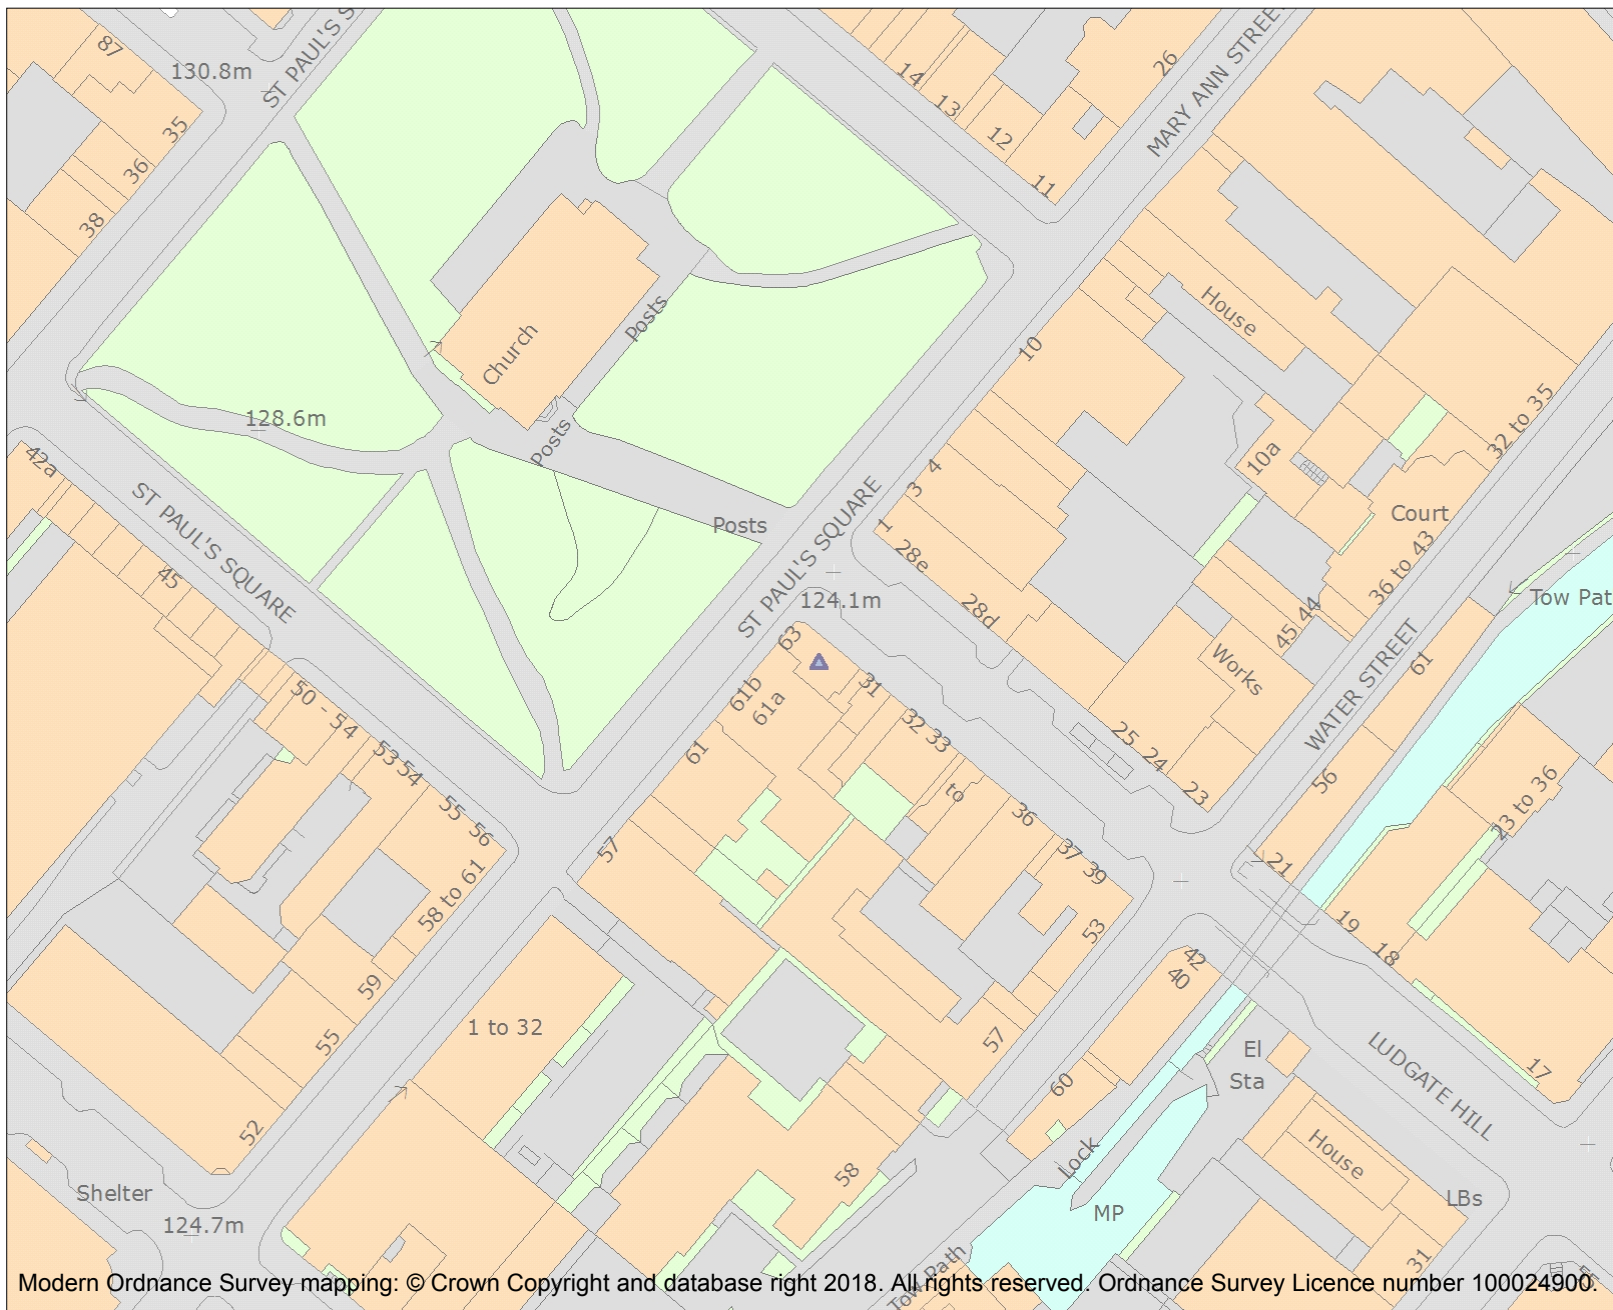 87
130.8m
ST PAUL'S S
35
36
38
14
13
12
11
26
MARY ANN STREET
House
Church
Posts
Posts
Posts
128.6m
10
4
3
1
28e
28d
10a
32 to 35
Court
36 to 43
45 44
Tow Pat
42a
ST PAUL'S SQUARE
45
ST PAUL'S SQUARE
124.1m
63
61b
61a
61
31
32 33
to
36
37 39
Works
WATER STREET
61
25 24
23
56
23 to 36
50 - 54
53 54
55 56
58 to 61
57
21
19
18
53
42
40
59
55
52
1 to 32
57
60
El
Sta
LUDGATE HILL
17
House
LBs
31
Lock
MP
58
Shelter
124.7m
Tow Path
Modern Ordnance Survey mapping: © Crown Copyright and database right 2018. All rights reserved. Ordnance Survey Licence number 100024900.